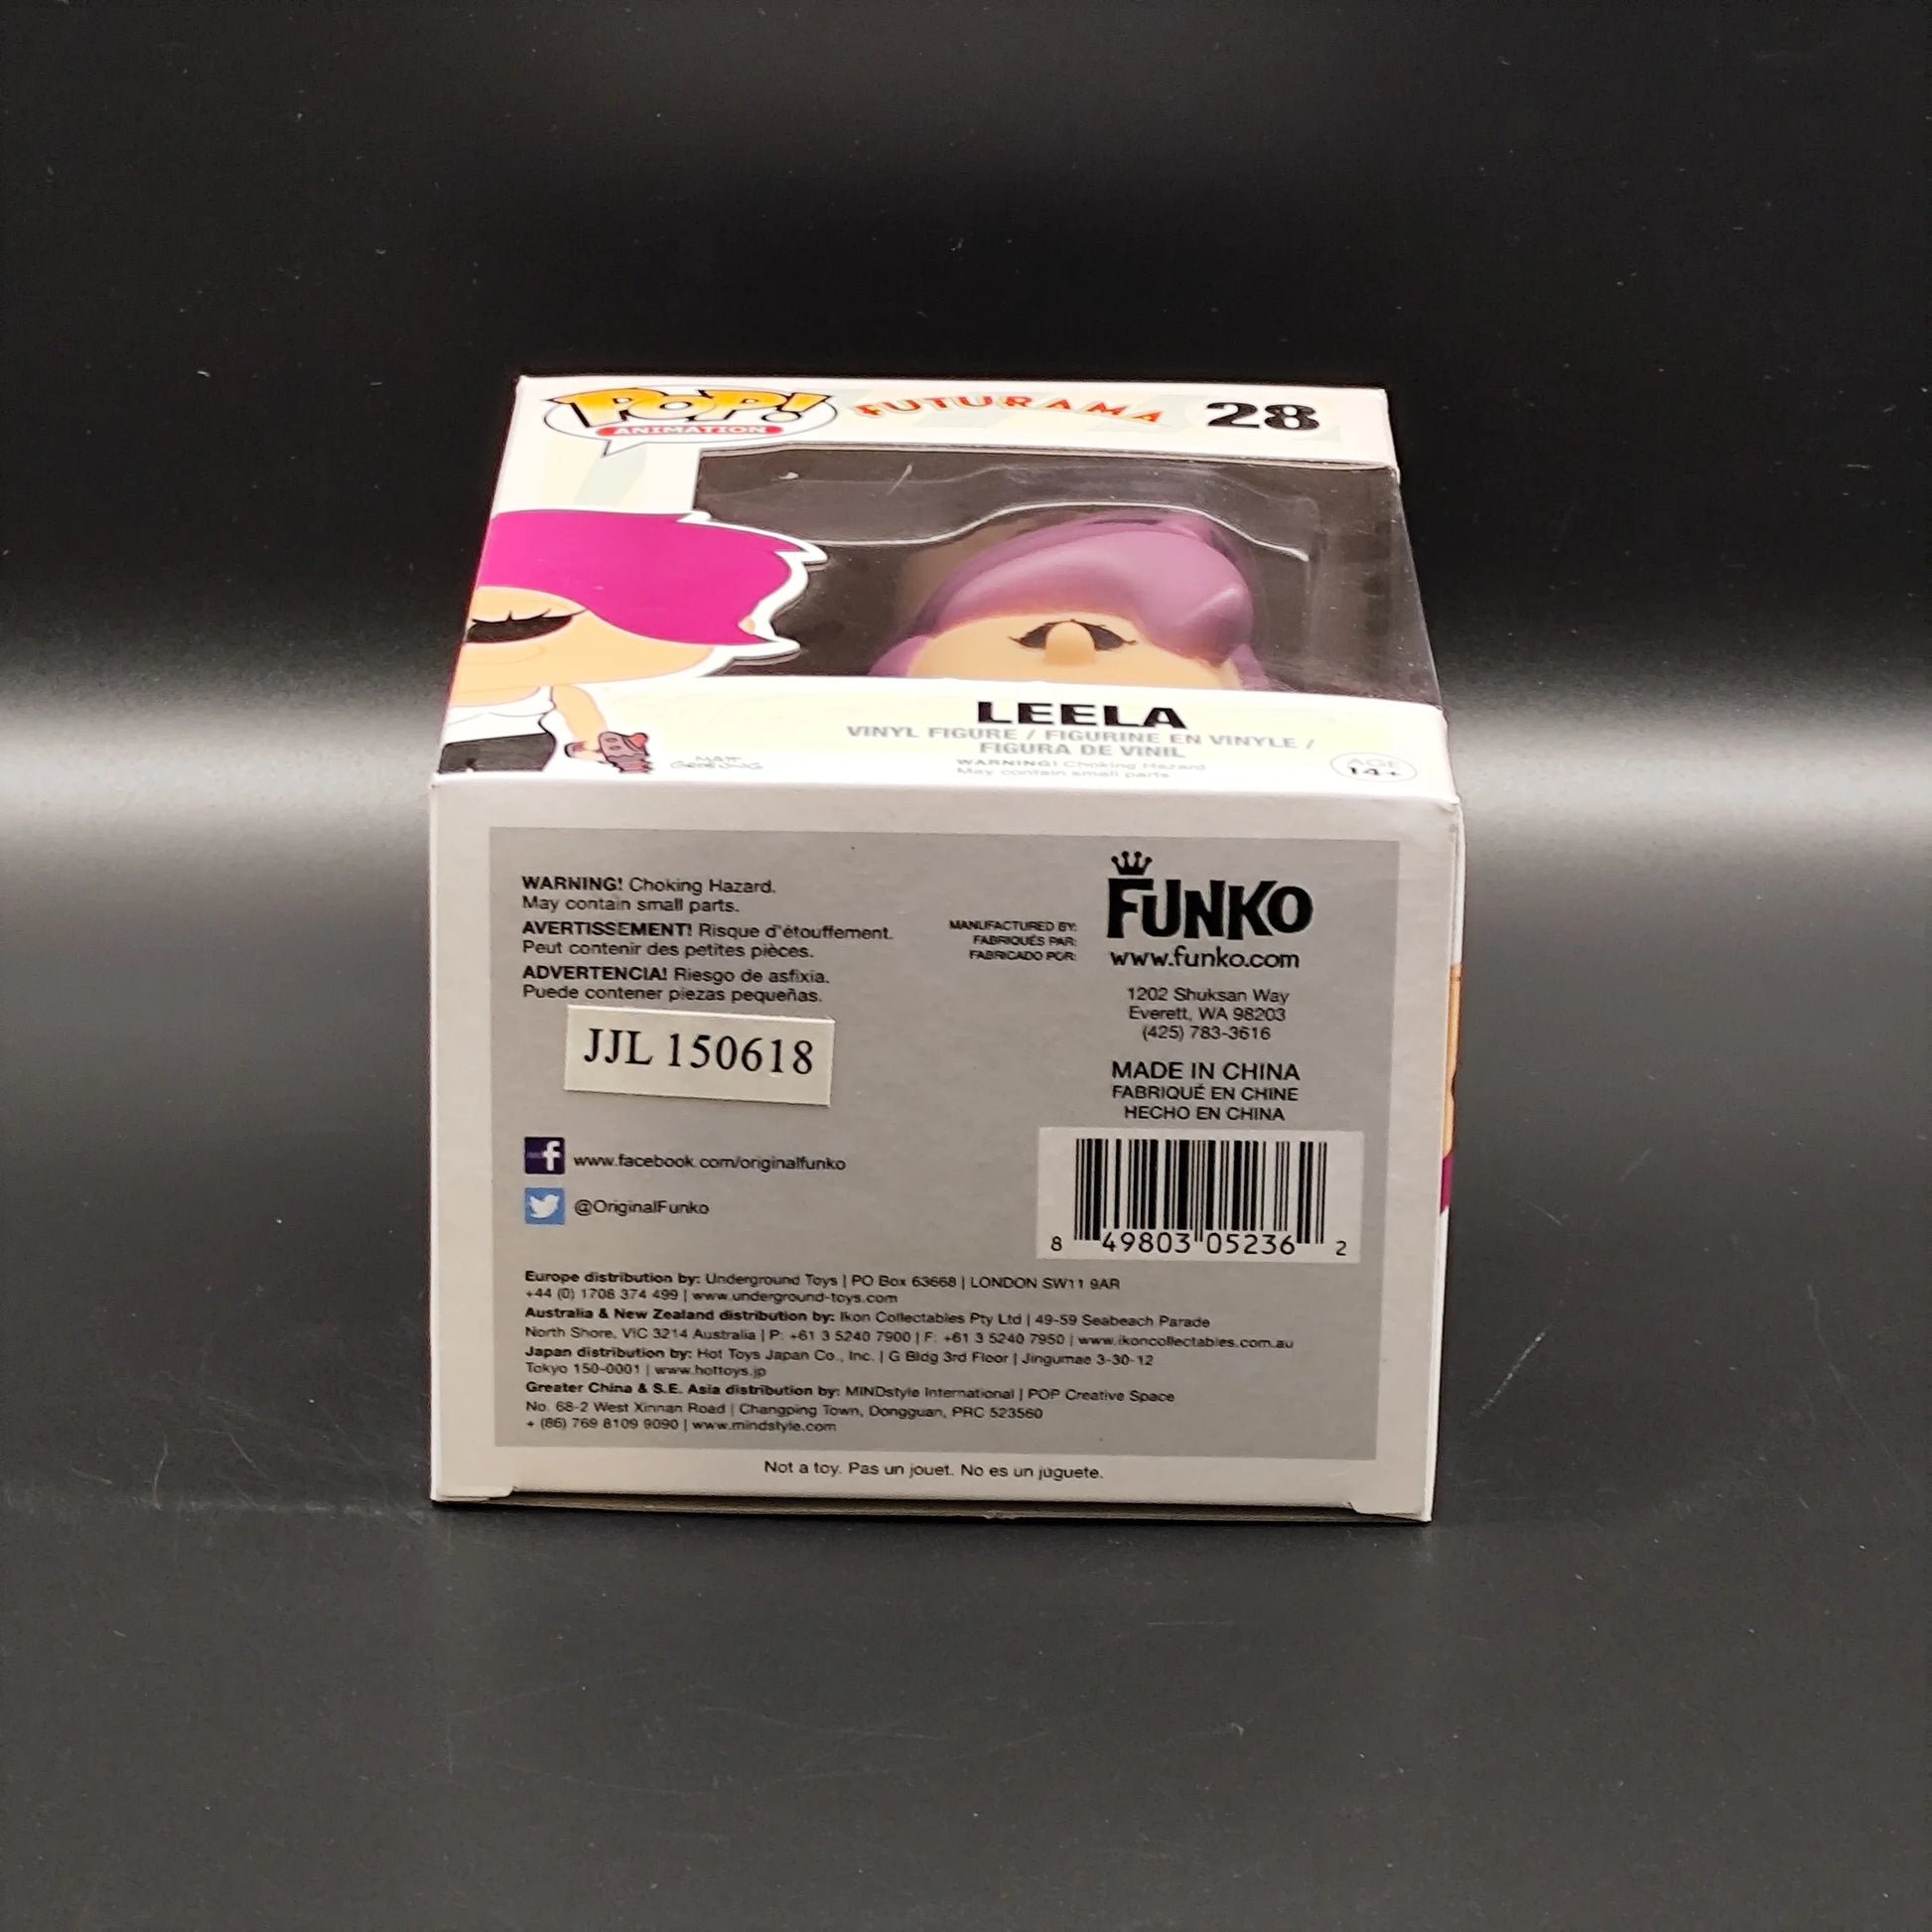 POP! FUTURAMA 28
ANIMATION
LEELA
VINYL FIGURE / FIGURINE EN VINYLE /
FIGURA DE VINIL
WARNING! Choking Hazard
May contain small parts
MATT
GROENING
AGE
14+
WARNING! Choking Hazard.
May contain small parts.
AVERTISSEMENT! Risque d'étouffement.
Peut contenir des petites pièces.
ADVERTENCIA! Riesgo de asfixia.
Puede contener piezas pequeñas.
JJL 150618
MANUFACTURED BY:
FABRIQUÉS PAR:
FABRICADO POR:
FUNKO
www.funko.com
1202 Shuksan Way
Everett, WA 98203
(425) 783-3616
MADE IN CHINA
FABRIQUÉ EN CHINE
HECHO EN CHINA
f www.facebook.com/originalfunko
@OriginalFunko
8 49803 05236 2
Europe distribution by: Underground Toys | PO Box 63668 | LONDON SW11 9AR
+44 (0) 1708 374 499 | www.underground-toys.com
Australia & New Zealand distribution by: Ikon Collectables Pty Ltd | 49-59 Seabeach Parade
North Shore, VIC 3214 Australia | P: +61 3 5240 7900 | F: +61 3 5240 7950 | www.ikoncollectables.com.au
Japan distribution by: Hot Toys Japan Co., Inc. | G Bldg 3rd Floor | Jingumae 3-30-12
Tokyo 150-0001 | www.hottoys.jp
Greater China & S.E. Asia distribution by: MINDstyle International | POP Creative Space
No. 68-2 West Xinnan Road | Changping Town, Dongguan, PRC 523560
+ (86) 769 8109 9090 | www.mindstyle.com
Not a toy. Pas un jouet. No es un juguete.